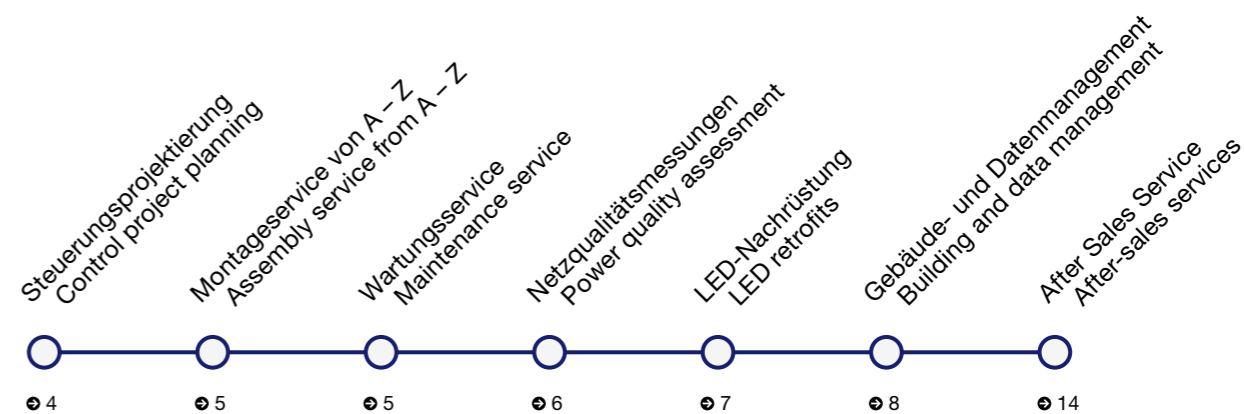 Steuerungsprojektierung
Control project planning
Montageservice von A – Z
Assembly service from A – Z
Wartungsservice
Maintenance service
Netzqualitätsmessungen
Power quality assessment
LED-Nachrüstung
LED retrofits
Gebäude- und Datenmanagement
Building and data management
After Sales Service
After-sales services
➲ 4
➲ 5
➲ 5
➲ 6
➲ 7
➲ 8
➲ 14